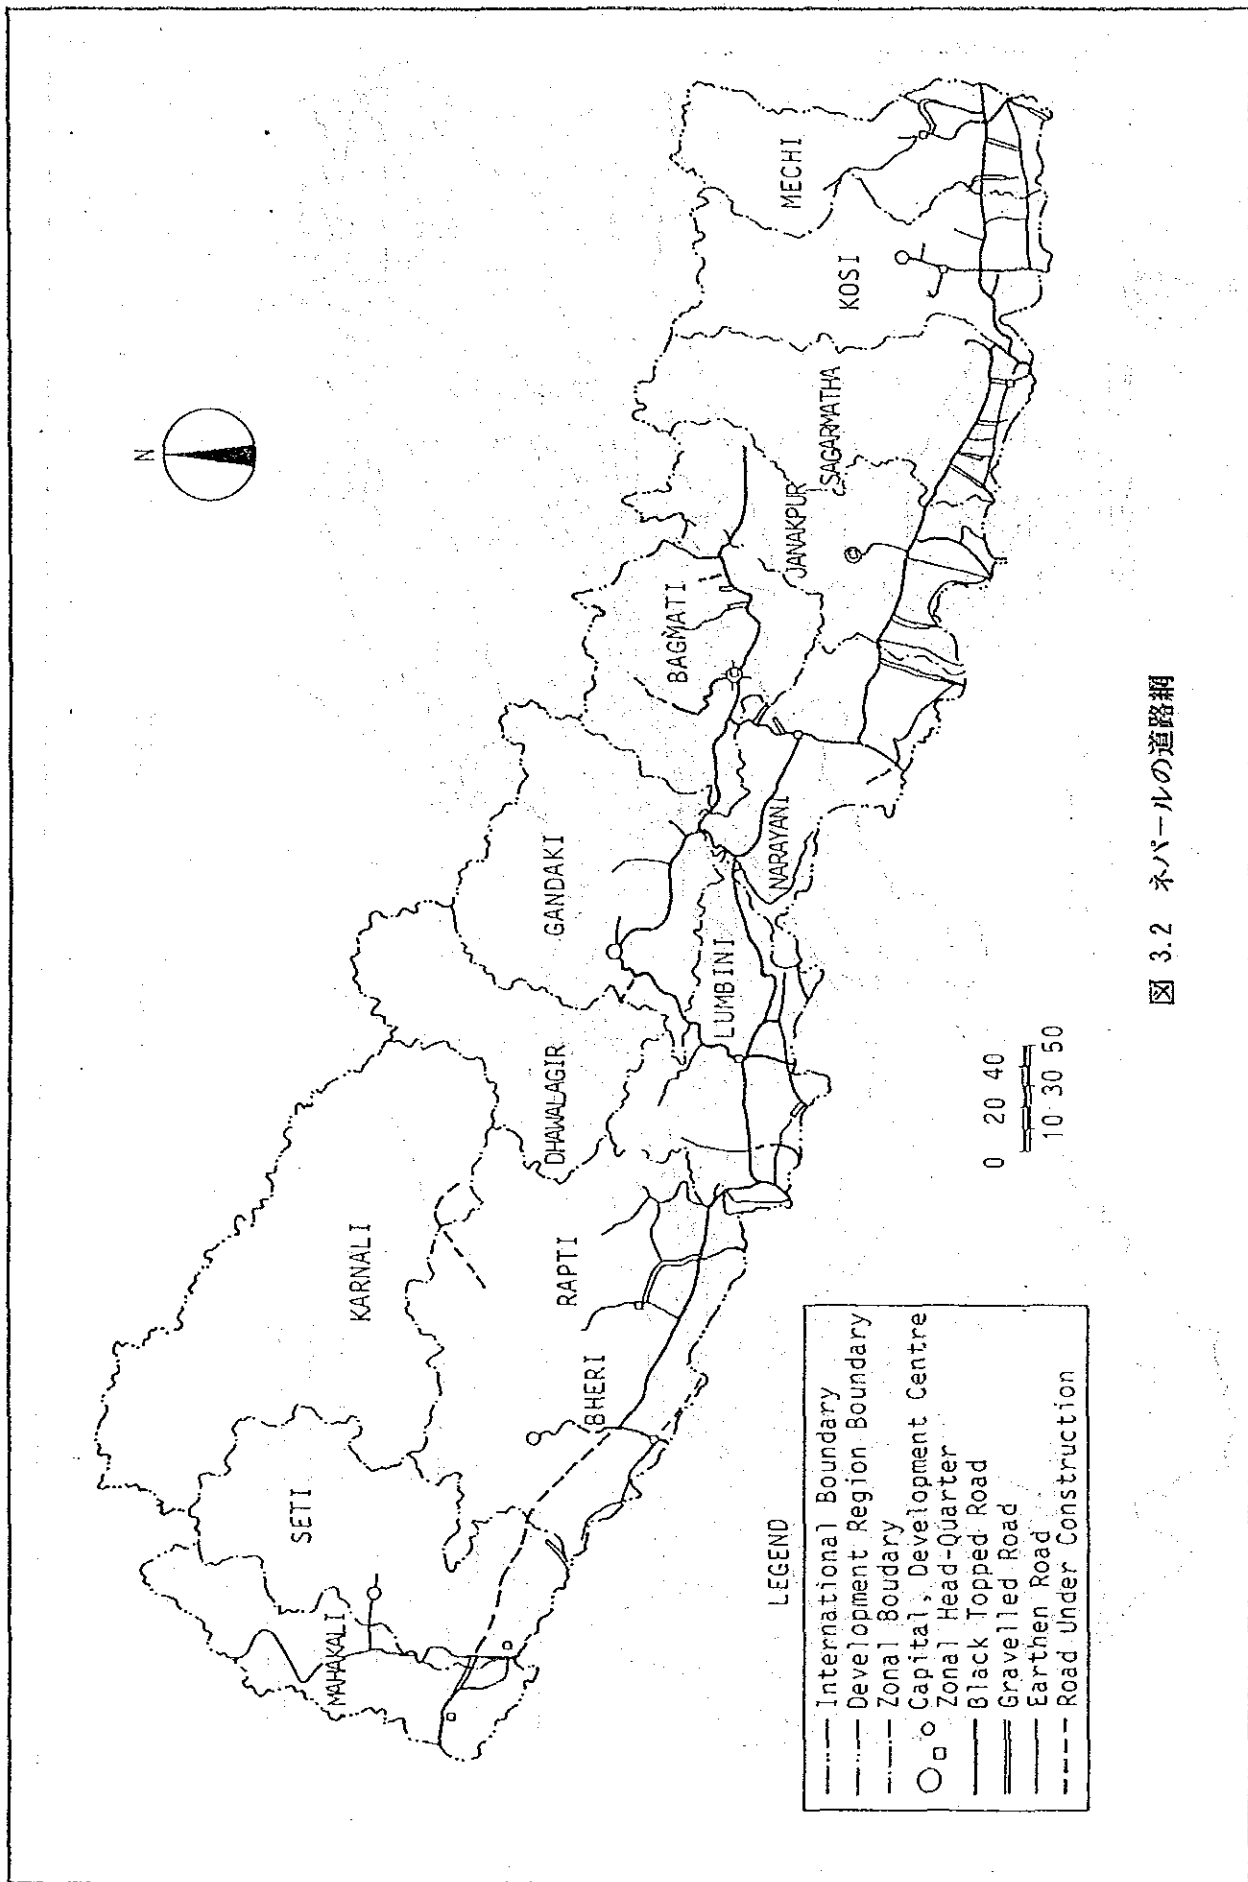 N
MAHAKALI
SETI
KARNALI
BHERI
RAPTI
DHAWALAGIR
GANDAKI
LUMBINI
NARAYANI
BAGMATI
JANAKPUR
SAGARMATHA
KOSI
MECHI
LEGEND
International Boundary
Development Region Boundary
Zonal Boudary
Capital, Development Centre
Zonal Head-Quarter
Black Topped Road
Gravelled Road
Earthen Road
Road Under Construction
0 20 40
10 30 50
図 3.2 ネパールの道路網